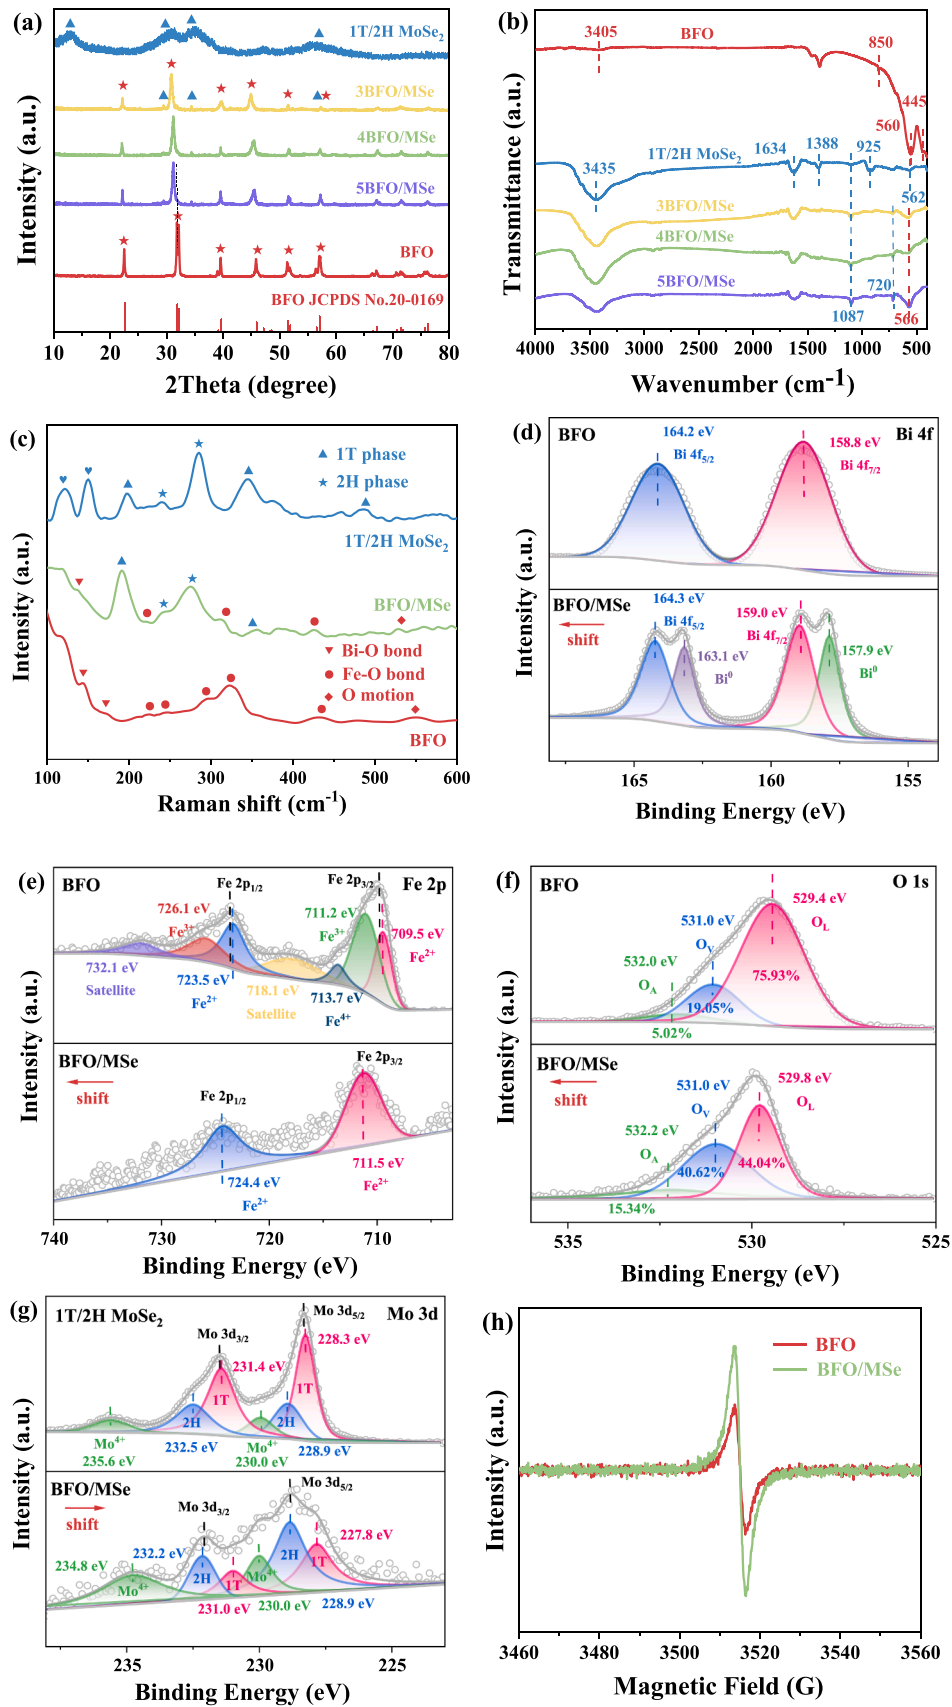 (a)
1T/2H MoSe2
3BFO/MSe
4BFO/MSe
5BFO/MSe
BFO
BFO JCPDS No.20-0169
Intensity (a.u.)
10 20 30 40 50 60 70 80
2Theta (degree)
(b)
3405
BFO
850
445
560
1T/2H MoSe2
1634
1388
925
3435
562
3BFO/MSe
4BFO/MSe
5BFO/MSe
720
1087
566
Transmittance (a.u.)
4000 3500 3000 2500 2000 1500 1000 500
Wavenumber (cm-1)
(c)
1T phase
2H phase
1T/2H MoSe2
BFO/MSe
Bi-O bond
Fe-O bond
O motion
BFO
Intensity (a.u.)
100 200 300 400 500 600
Raman shift (cm-1)
(d)
BFO
Bi 4f
164.2 eV
Bi 4f5/2
158.8 eV
Bi 4f7/2
BFO/MSe
shift
164.3 eV
Bi 4f5/2
163.1 eV
Bi0
159.0 eV
Bi 4f7/2
157.9 eV
Bi0
Intensity (a.u.)
165 160 155
Binding Energy (eV)
(e)
BFO
Fe 2p
Fe 2p1/2
Fe 2p3/2
726.1 eV
Fe3+
711.2 eV
Fe3+
709.5 eV
Fe2+
732.1 eV
Satellite
723.5 eV
Fe2+
718.1 eV
Satellite
713.7 eV
Fe4+
BFO/MSe
shift
Fe 2p1/2
Fe 2p3/2
724.4 eV
Fe2+
711.5 eV
Fe2+
Intensity (a.u.)
740 730 720 710
Binding Energy (eV)
(f)
BFO
O 1s
529.4 eV
OL
531.0 eV
OV
532.0 eV
OA
75.93%
19.05%
5.02%
BFO/MSe
shift
529.8 eV
OL
531.0 eV
OV
532.2 eV
OA
44.04%
40.62%
15.34%
Intensity (a.u.)
535 530 525
Binding Energy (eV)
(g)
1T/2H MoSe2
Mo 3d
Mo 3d5/2
Mo 3d3/2
228.3 eV
231.4 eV
1T
1T
2H
2H
Mo4+
235.6 eV
232.5 eV
Mo4+
230.0 eV
228.9 eV
BFO/MSe
shift
Mo 3d5/2
Mo 3d3/2
227.8 eV
232.2 eV
234.8 eV
Mo4+
2H
1T
Mo4+
2H
1T
231.0 eV
230.0 eV
228.9 eV
Intensity (a.u.)
235 230 225
Binding Energy (eV)
(h)
BFO
BFO/MSe
Intensity (a.u.)
3460 3480 3500 3520 3540 3560
Magnetic Field (G)